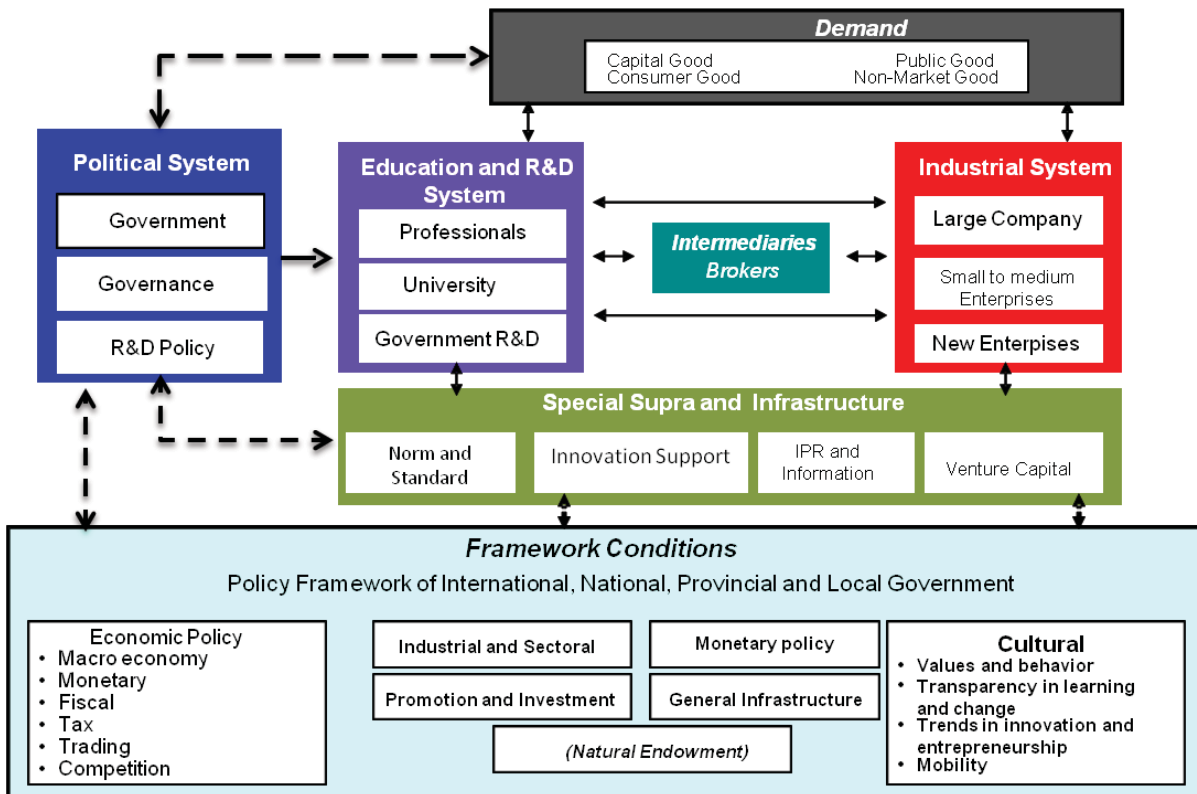 Demand
Capital Good
Public Good
Consumer Good
Non-Market Good
Political System
Government
Governance
R&D Policy
Education and R&D
System
Professionals
University
Government R&D
Intermediaries
Brokers
Industrial System
Large Company
Small to medium
Enterprises
New Enterpises
Special Supra and Infrastructure
Norm and
Standard
Innovation Support
IPR and
Information
Venture Capital
Framework Conditions
Policy Framework of International, National, Provincial and Local Government
Economic Policy
• Macro economy
• Monetary
• Fiscal
• Tax
• Trading
• Competition
Industrial and Sectoral
Monetary policy
Promotion and Investment
General Infrastructure
(Natural Endowment)
Cultural
• Values and behavior
• Transparency in learning
and change
• Trends in innovation and
entrepreneurship
• Mobility